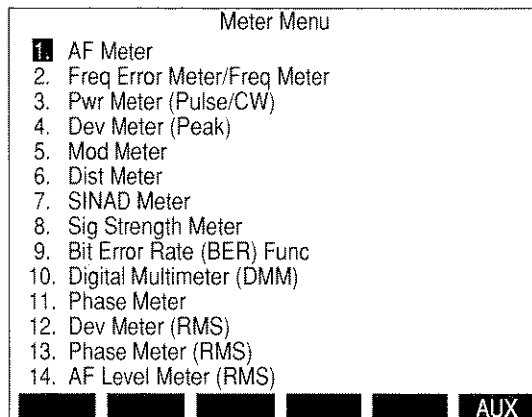 Meter Menu
1. AF Meter
2. Freq Error Meter/Freq Meter
3. Pwr Meter (Pulse/CW)
4. Dev Meter (Peak)
5. Mod Meter
6. Dist Meter
7. SINAD Meter
8. Sig Strength Meter
9. Bit Error Rate (BER) Func
10. Digital Multimeter (DMM)
11. Phase Meter
12. Dev Meter (RMS)
13. Phase Meter (RMS)
14. AF Level Meter (RMS)
AUX